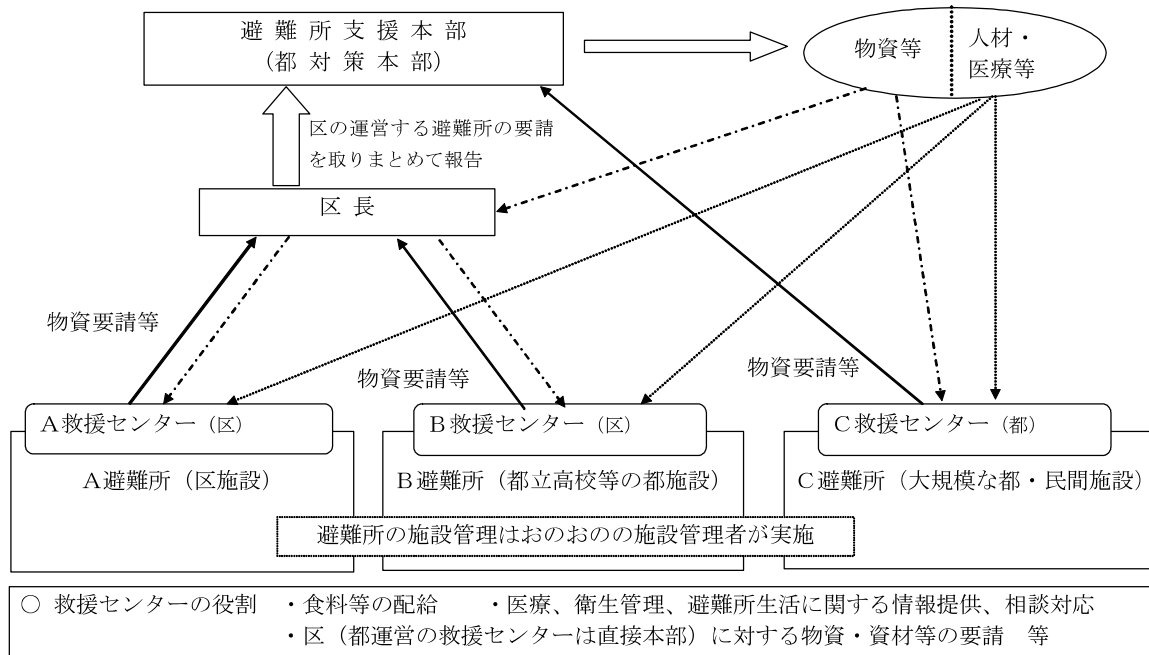 避 難 所 支 援 本 部
（都 対 策 本 部）
物資等
人材・
医療等
区の運営する避難所の要請
を取りまとめて報告
区 長
物資要請等
物資要請等
物資要請等
Ａ救援センター（区）
Ｂ救援センター（区）
Ｃ救援センター（都）
Ａ避難所（区施設）
Ｂ避難所（都立高校等の都施設）
Ｃ避難所（大規模な都・民間施設）
避難所の施設管理はおのおのの施設管理者が実施
○ 救援センターの役割 ・食料等の配給 ・医療、衛生管理、避難所生活に関する情報提供、相談対応
・区（都運営の救援センターは直接本部）に対する物資・資材等の要請 等